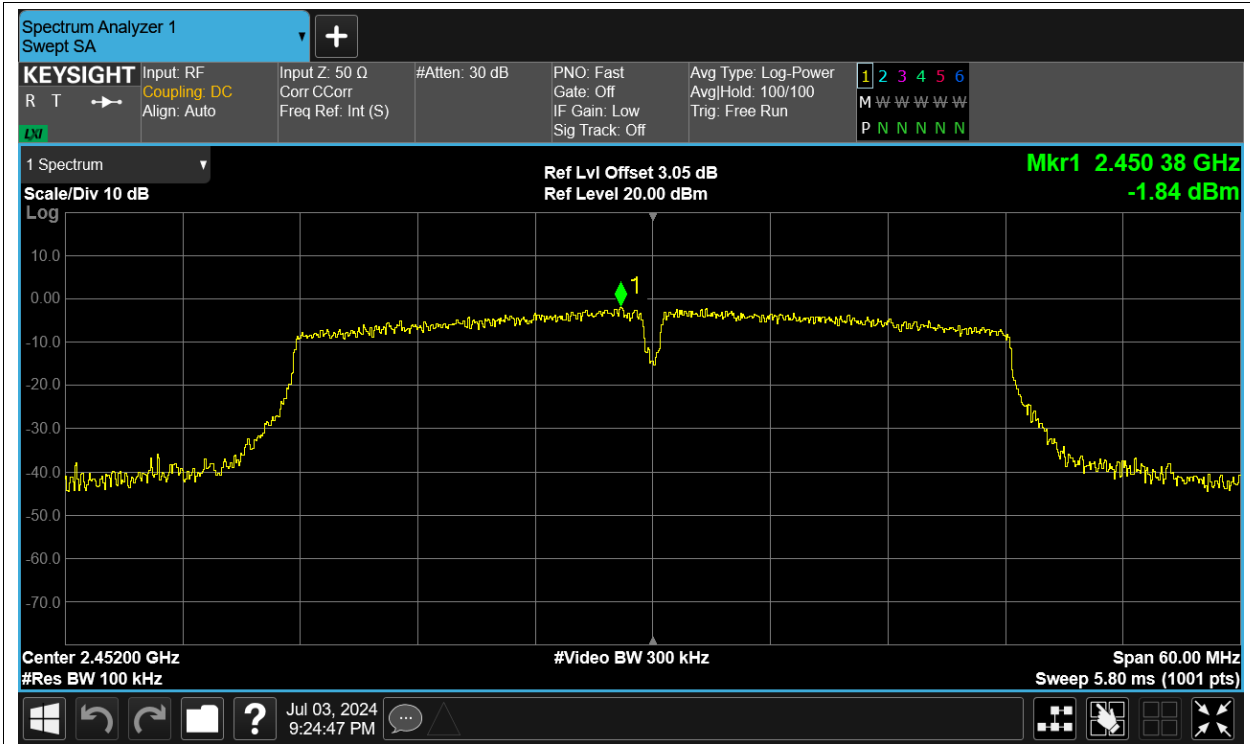 Spectrum Analyzer 1
Swept SA
KEYSIGHT
R T
LXI
Input: RF
Coupling: DC
Align: Auto
Input Z: 50 Ω
Corr CCorr
Freq Ref: Int (S)
#Atten: 30 dB
PNO: Fast
Gate: Off
IF Gain: Low
Sig Track: Off
Avg Type: Log-Power
Avg|Hold: 100/100
Trig: Free Run
1 2 3 4 5 6
M W W W W W W
P N N N N N N
1 Spectrum
Scale/Div 10 dB
Log
Ref Lvl Offset 3.05 dB
Ref Level 20.00 dBm
Mkr1 2.450 38 GHz
-1.84 dBm
1
10.0
0.00
-10.0
-20.0
-30.0
-40.0
-50.0
-60.0
-70.0
Center 2.45200 GHz
#Res BW 100 kHz
#Video BW 300 kHz
Span 60.00 MHz
Sweep 5.80 ms (1001 pts)
?
Jul 03, 2024
9:24:47 PM